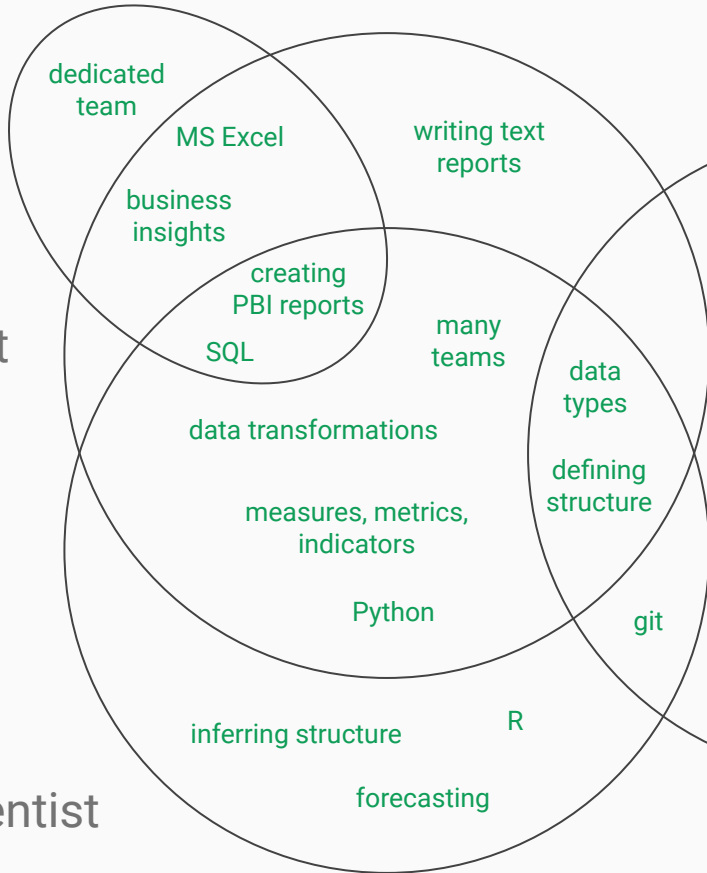 dedicated
team
MS Excel
writing text
reports
business
insights
creating
PBI reports
many
teams
t
SQL
data
types
data transformations
defining
structure
measures, metrics,
indicators
Python
git
inferring structure
R
forecasting
entist